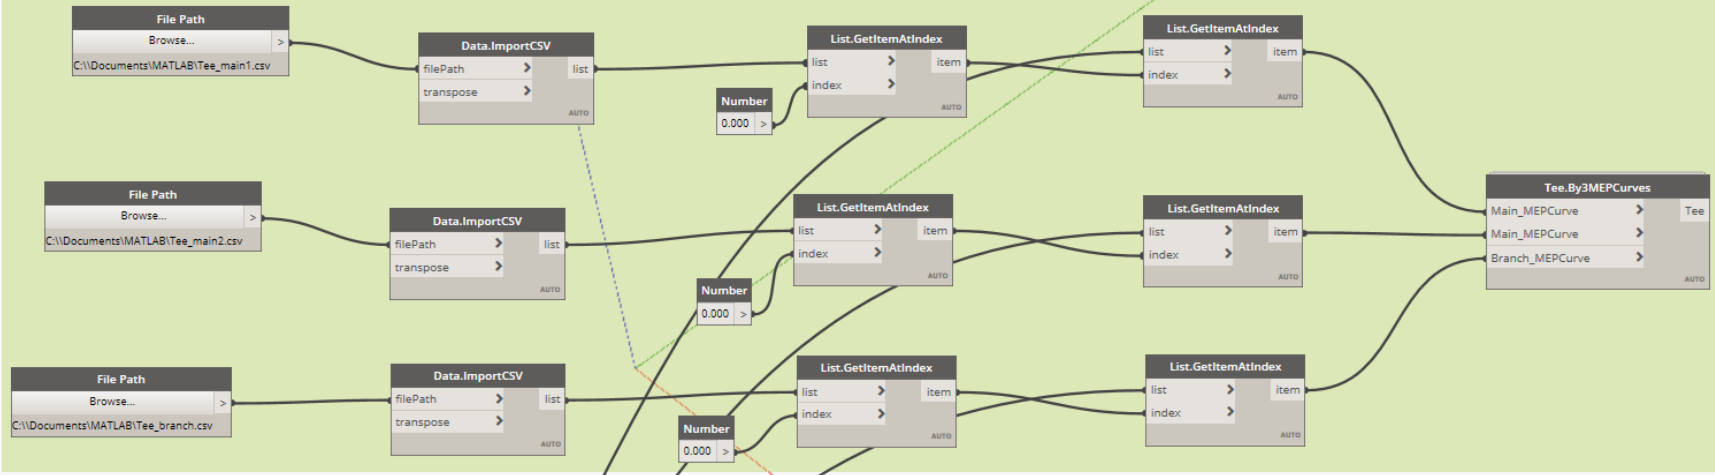 File Path
Browse...
>
C:\\Documents\MATLAB\Tee_main1.csv
Data.ImportCSV
filePath > list
transpose >
AUTO
Number
0.000 >
List.GetItemAtIndex
list > item
index >
AUTO
List.GetItemAtIndex
list > item
index >
AUTO
File Path
Browse...
>
C:\\Documents\MATLAB\Tee_main2.csv
Data.ImportCSV
filePath > list
transpose >
AUTO
Number
0.000 >
List.GetItemAtIndex
list > item
index >
AUTO
List.GetItemAtIndex
list > item
index >
AUTO
Tee.By3MEPCurves
Main_MEPCurve > Tee
Main_MEPCurve >
Branch_MEPCurve >
AUTO
File Path
Browse...
>
C:\\Documents\MATLAB\Tee_branch.csv
Data.ImportCSV
filePath > list
transpose >
AUTO
Number
0.000 >
List.GetItemAtIndex
list > item
index >
AUTO
List.GetItemAtIndex
list > item
index >
AUTO